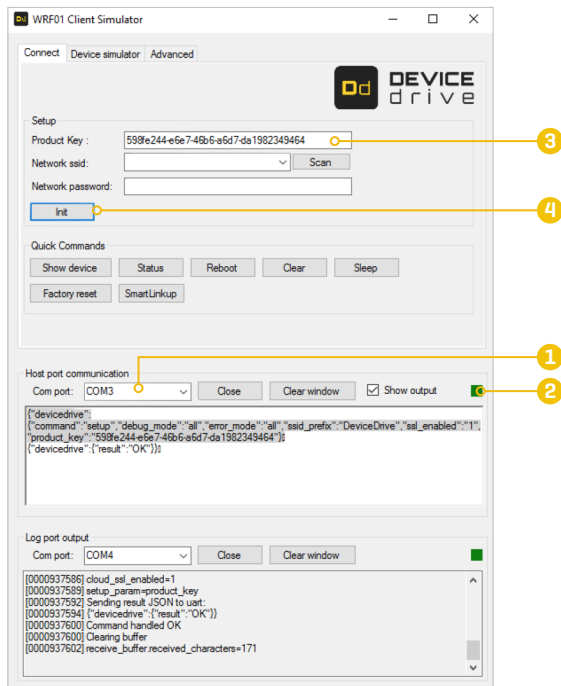 WRF01 Client Simulator
Connect Device simulator Advanced
Dd DEVICE
drive
Setup
Product Key : 598fe244-e6e7-46b6-a6d7-da1982349464 3
Network ssid: Scan
Network password:
Init 4
Quick Commands
Show device Status Reboot Clear Sleep
Factory reset SmartLinkup
1
Host port communication
Com port: COM3 Close Clear window Show output 2
{"devicedrive":
{"command":"setup","debug_mode":"all","error_mode":"all","ssid_prefix":"DeviceDrive","ssl_enabled":"1",
"product_key":"598fe244-e6e7-46b6-a6d7-da1982349464"}▯
{"devicedrive":{"result":"OK"}}▯
Log port output
Com port: COM4 Close Clear window
[0000937586] cloud_ssl_enabled=1
[0000937589] setup_param=product_key
[0000937592] Sending result JSON to uart:
[0000937594] {"devicedrive":{"result":"OK"}}
[0000937600] Command handled OK
[0000937600] Clearing buffer
[0000937602] receive_buffer.received_characters=171